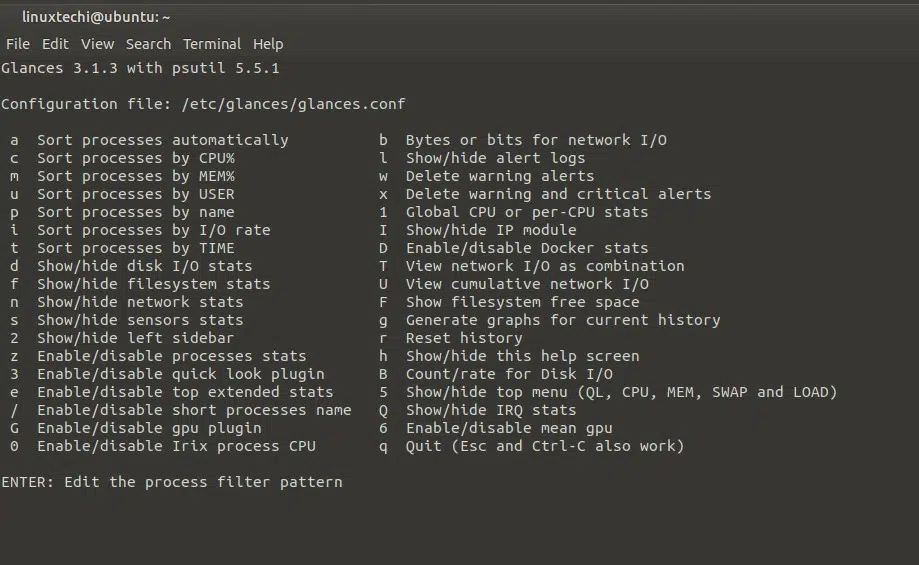 linuxtechi@ubuntu: ~
File Edit View Search Terminal Help
Glances 3.1.3 with psutil 5.5.1
Configuration file: /etc/glances/glances.conf
a Sort processes automatically b Bytes or bits for network I/O
c Sort processes by CPU% l Show/hide alert logs
m Sort processes by MEM% w Delete warning alerts
u Sort processes by USER x Delete warning and critical alerts
p Sort processes by name 1 Global CPU or per-CPU stats
i Sort processes by I/O rate I Show/hide IP module
t Sort processes by TIME D Enable/disable Docker stats
d Show/hide disk I/O stats T View network I/O as combination
f Show/hide filesystem stats U View cumulative network I/O
n Show/hide network stats F Show filesystem free space
s Show/hide sensors stats g Generate graphs for current history
2 Show/hide left sidebar r Reset history
z Enable/disable processes stats h Show/hide this help screen
3 Enable/disable quick look plugin B Count/rate for Disk I/O
e Enable/disable top extended stats 5 Show/hide top menu (QL, CPU, MEM, SWAP and LOAD)
/ Enable/disable short processes name Q Show/hide IRQ stats
G Enable/disable gpu plugin 6 Enable/disable mean gpu
0 Enable/disable Irix process CPU q Quit (Esc and Ctrl-C also work)
ENTER: Edit the process filter pattern